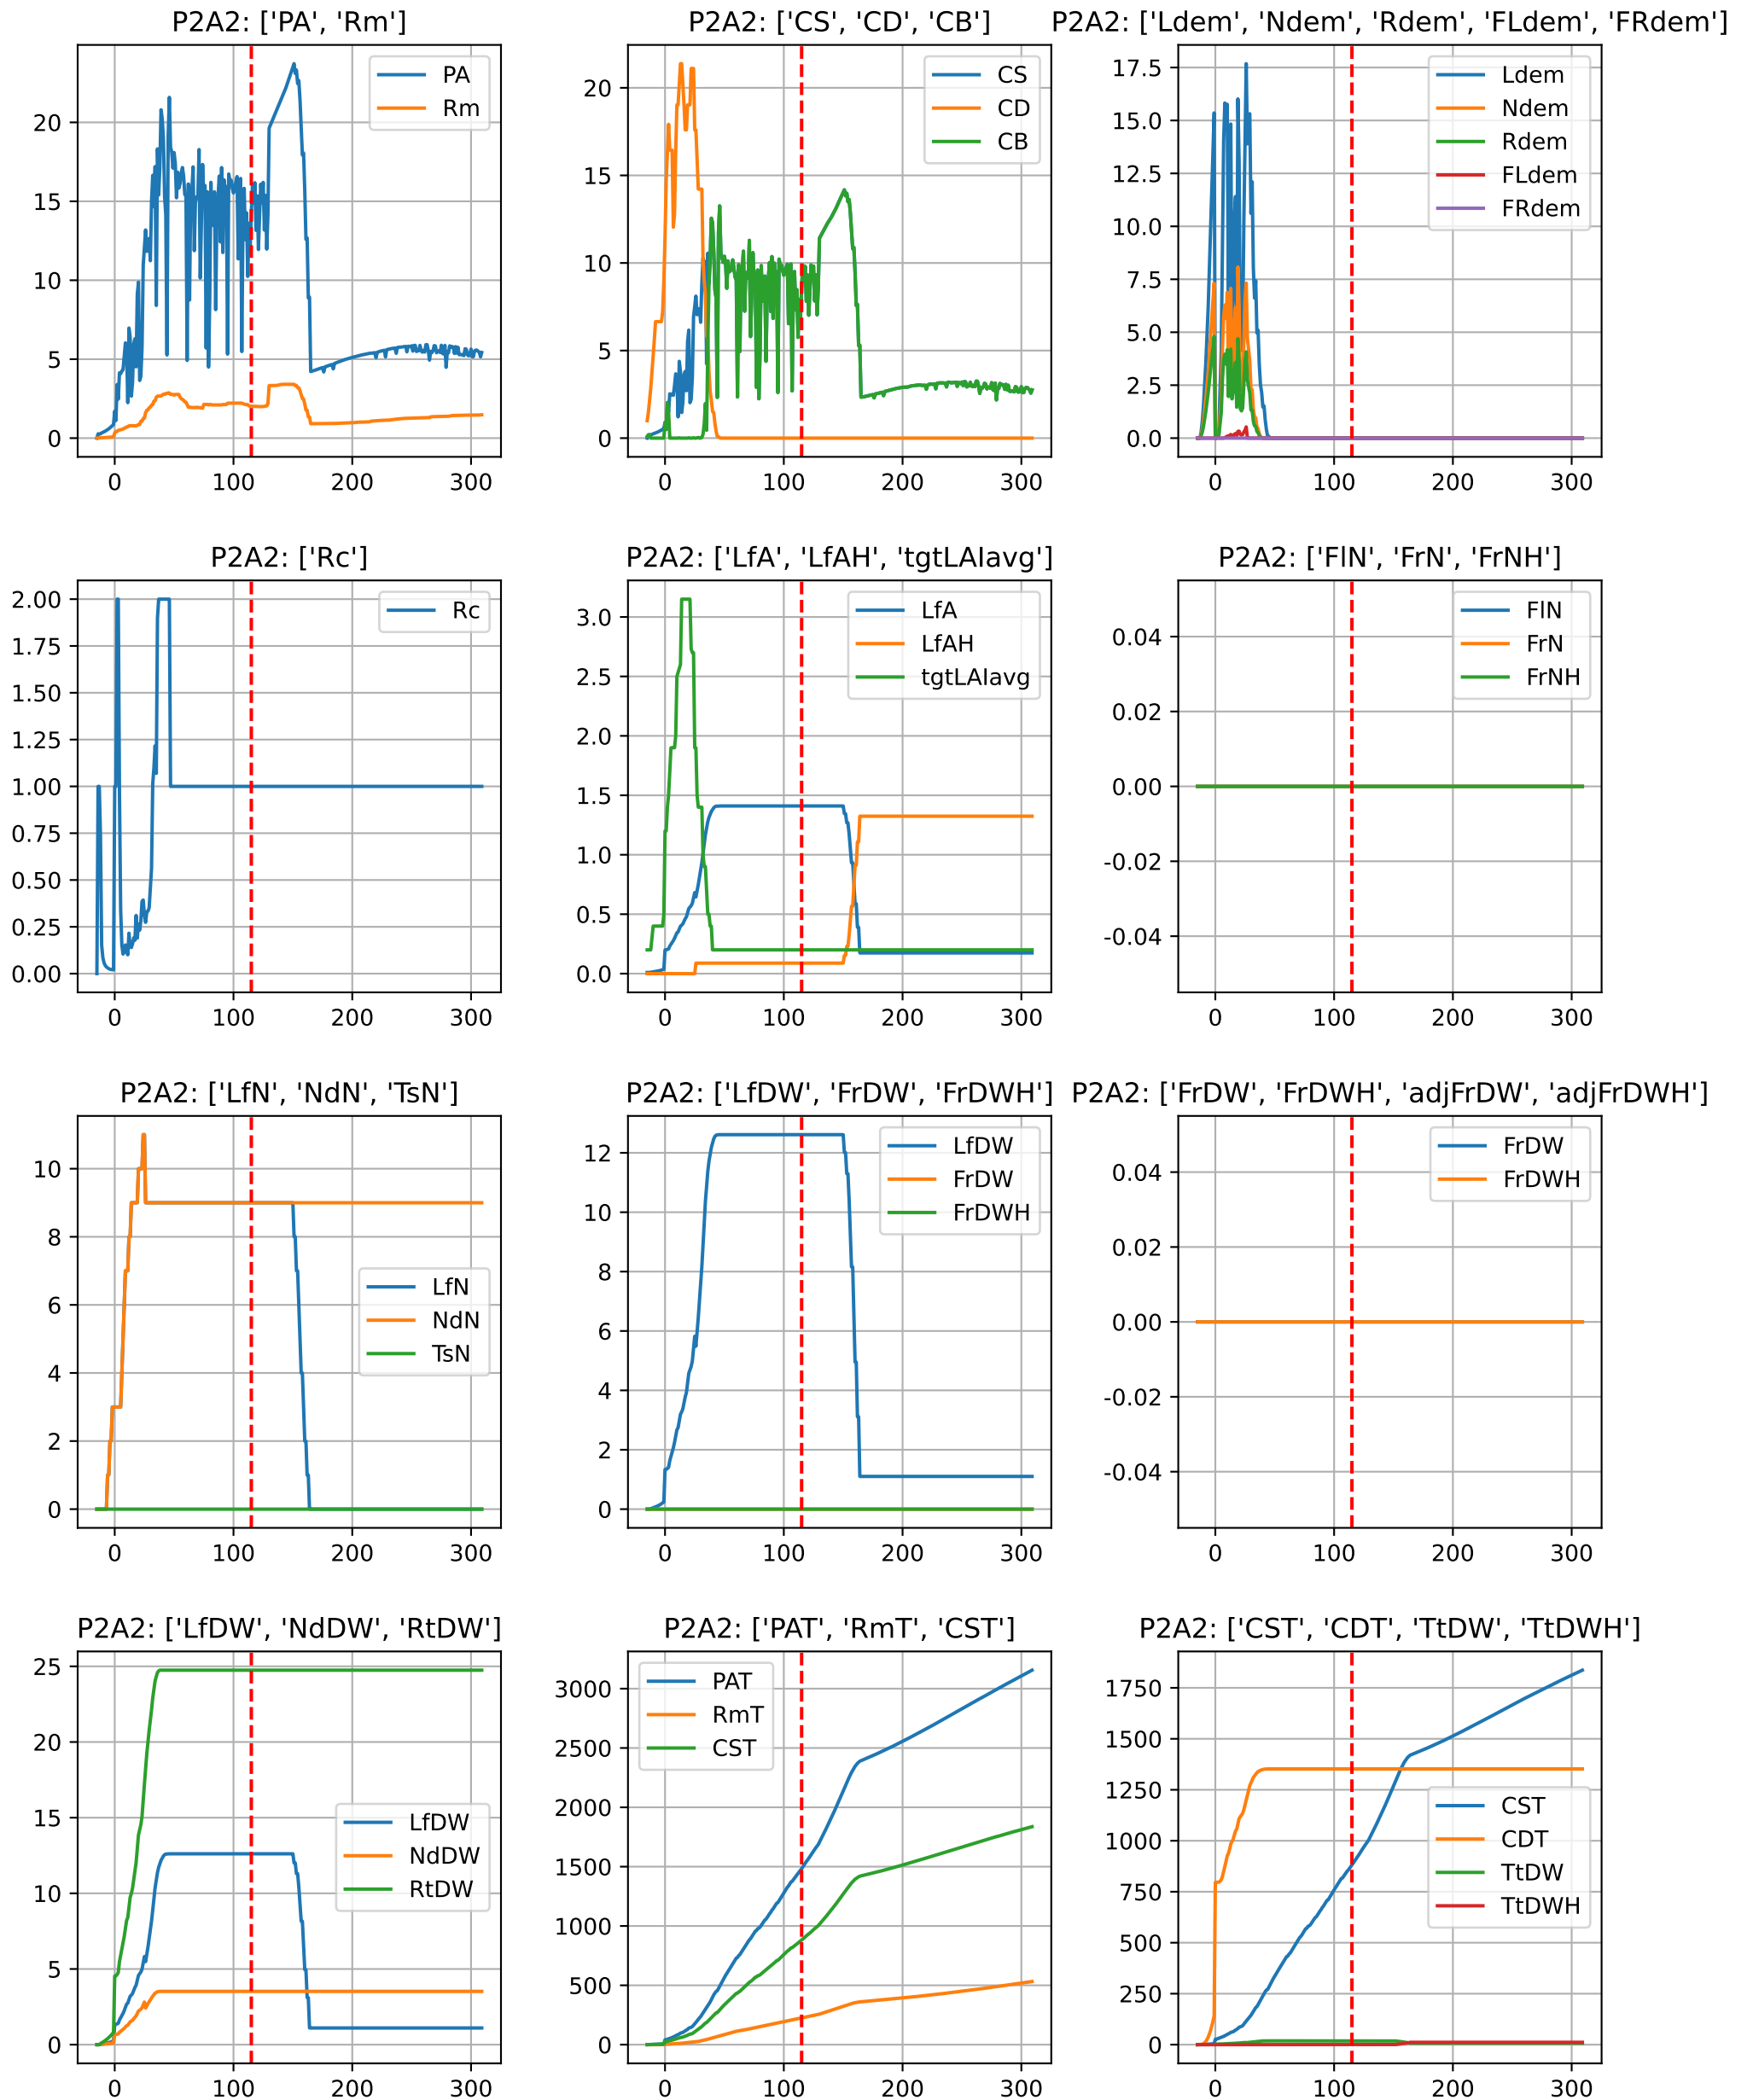 P2A2: ['PA', 'Rm']
PA
Rm
20
15
10
5
0
0 100 200 300
P2A2: ['CS', 'CD', 'CB']
CS
CD
CB
20
15
10
5
0
0 100 200 300
P2A2: ['Ldem', 'Ndem', 'Rdem', 'FLdem', 'FRdem']
Ldem
Ndem
Rdem
FLdem
FRdem
17.5
15.0
12.5
10.0
7.5
5.0
2.5
0.0
0 100 200 300
P2A2: ['Rc']
Rc
2.00
1.75
1.50
1.25
1.00
0.75
0.50
0.25
0.00
0 100 200 300
P2A2: ['LfA', 'LfAH', 'tgtLAIavg']
LfA
LfAH
tgtLAIavg
3.0
2.5
2.0
1.5
1.0
0.5
0.0
0 100 200 300
P2A2: ['FlN', 'FrN', 'FrNH']
FlN
FrN
FrNH
0.04
0.02
0.00
-0.02
-0.04
0 100 200 300
P2A2: ['LfN', 'NdN', 'TsN']
LfN
NdN
TsN
10
8
6
4
2
0
0 100 200 300
P2A2: ['LfDW', 'FrDW', 'FrDWH']
LfDW
FrDW
FrDWH
12
10
8
6
4
2
0
0 100 200 300
P2A2: ['FrDW', 'FrDWH', 'adjFrDW', 'adjFrDWH']
FrDW
FrDWH
0.04
0.02
0.00
-0.02
-0.04
0 100 200 300
P2A2: ['LfDW', 'NdDW', 'RtDW']
LfDW
NdDW
RtDW
25
20
15
10
5
0
0 100 200 300
P2A2: ['PAT', 'RmT', 'CST']
PAT
RmT
CST
3000
2500
2000
1500
1000
500
0
0 100 200 300
P2A2: ['CST', 'CDT', 'TtDW', 'TtDWH']
CST
CDT
TtDW
TtDWH
1750
1500
1250
1000
750
500
250
0
0 100 200 300